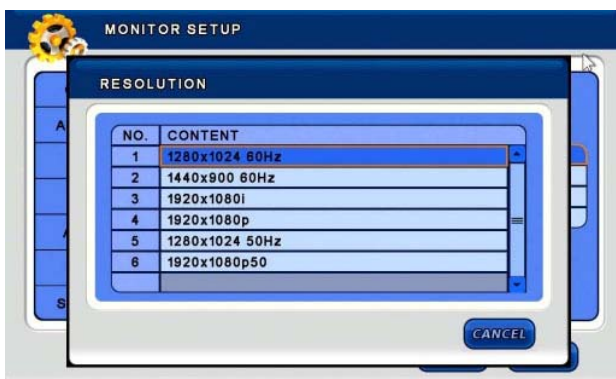 MONITOR SETUP
RESOLUTION
NO. CONTENT
1 1280x1024 60Hz
2 1440x900 60Hz
3 1920x1080i
4 1920x1080p
5 1280x1024 50Hz
6 1920x1080p50
CANCEL